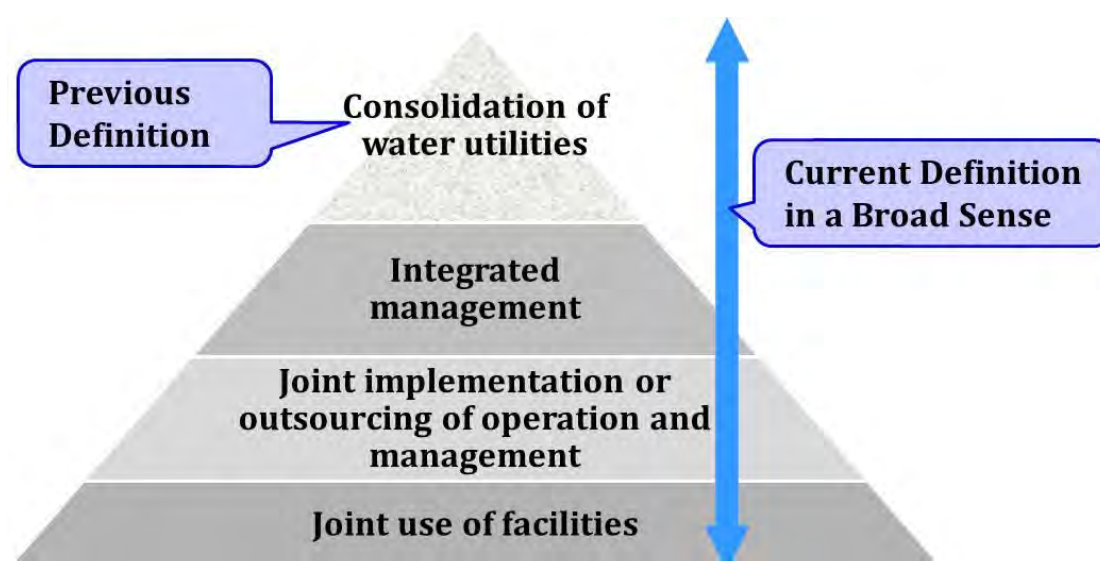 Previous
Definition
Consolidation of
water utilities
Current Definition
in a Broad Sense
Integrated
management
Joint implementation or
outsourcing of operation and
management
Joint use of facilities